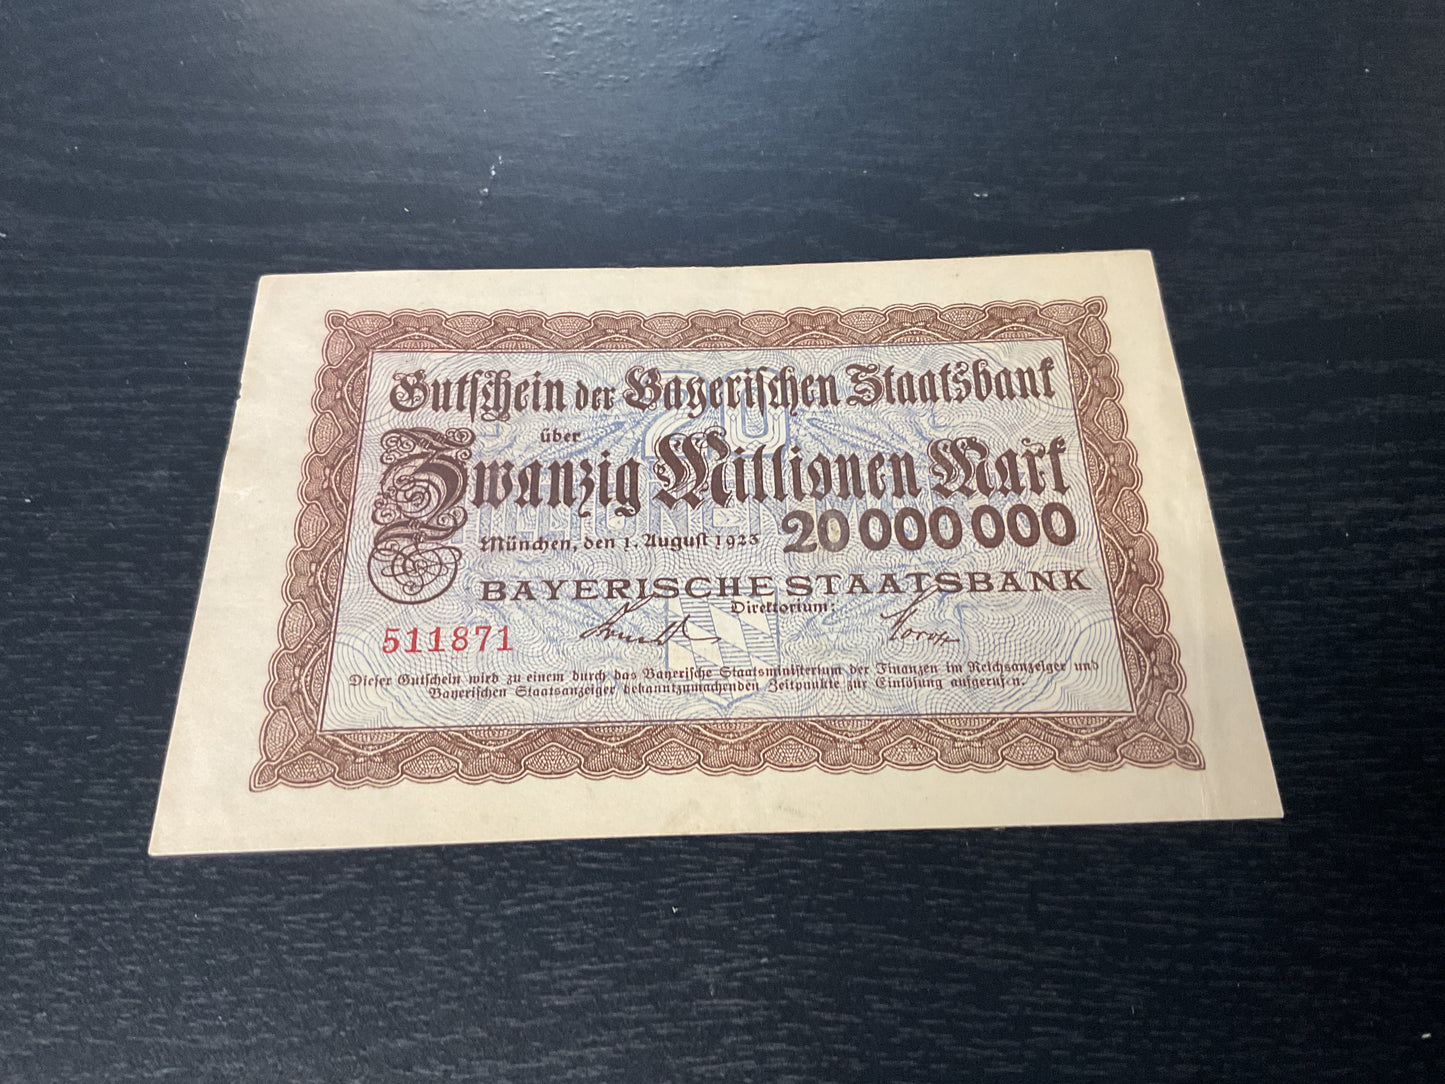 Gutschein der Bayerischen Staatsbank
über
Zwanzig Millionen Mark
20 000 000
München, den 1. August 1923
BAYERISCHE STAATSBANK
Direktorium:
511871
Dieser Gutschein wird zu einem durch das Bayerische Staatsministerium der Finanzen im Reichsanzeiger und
Bayerischen Staatsanzeiger bekanntzumachenden Zeitpunkte zur Einlösung aufgerufen.